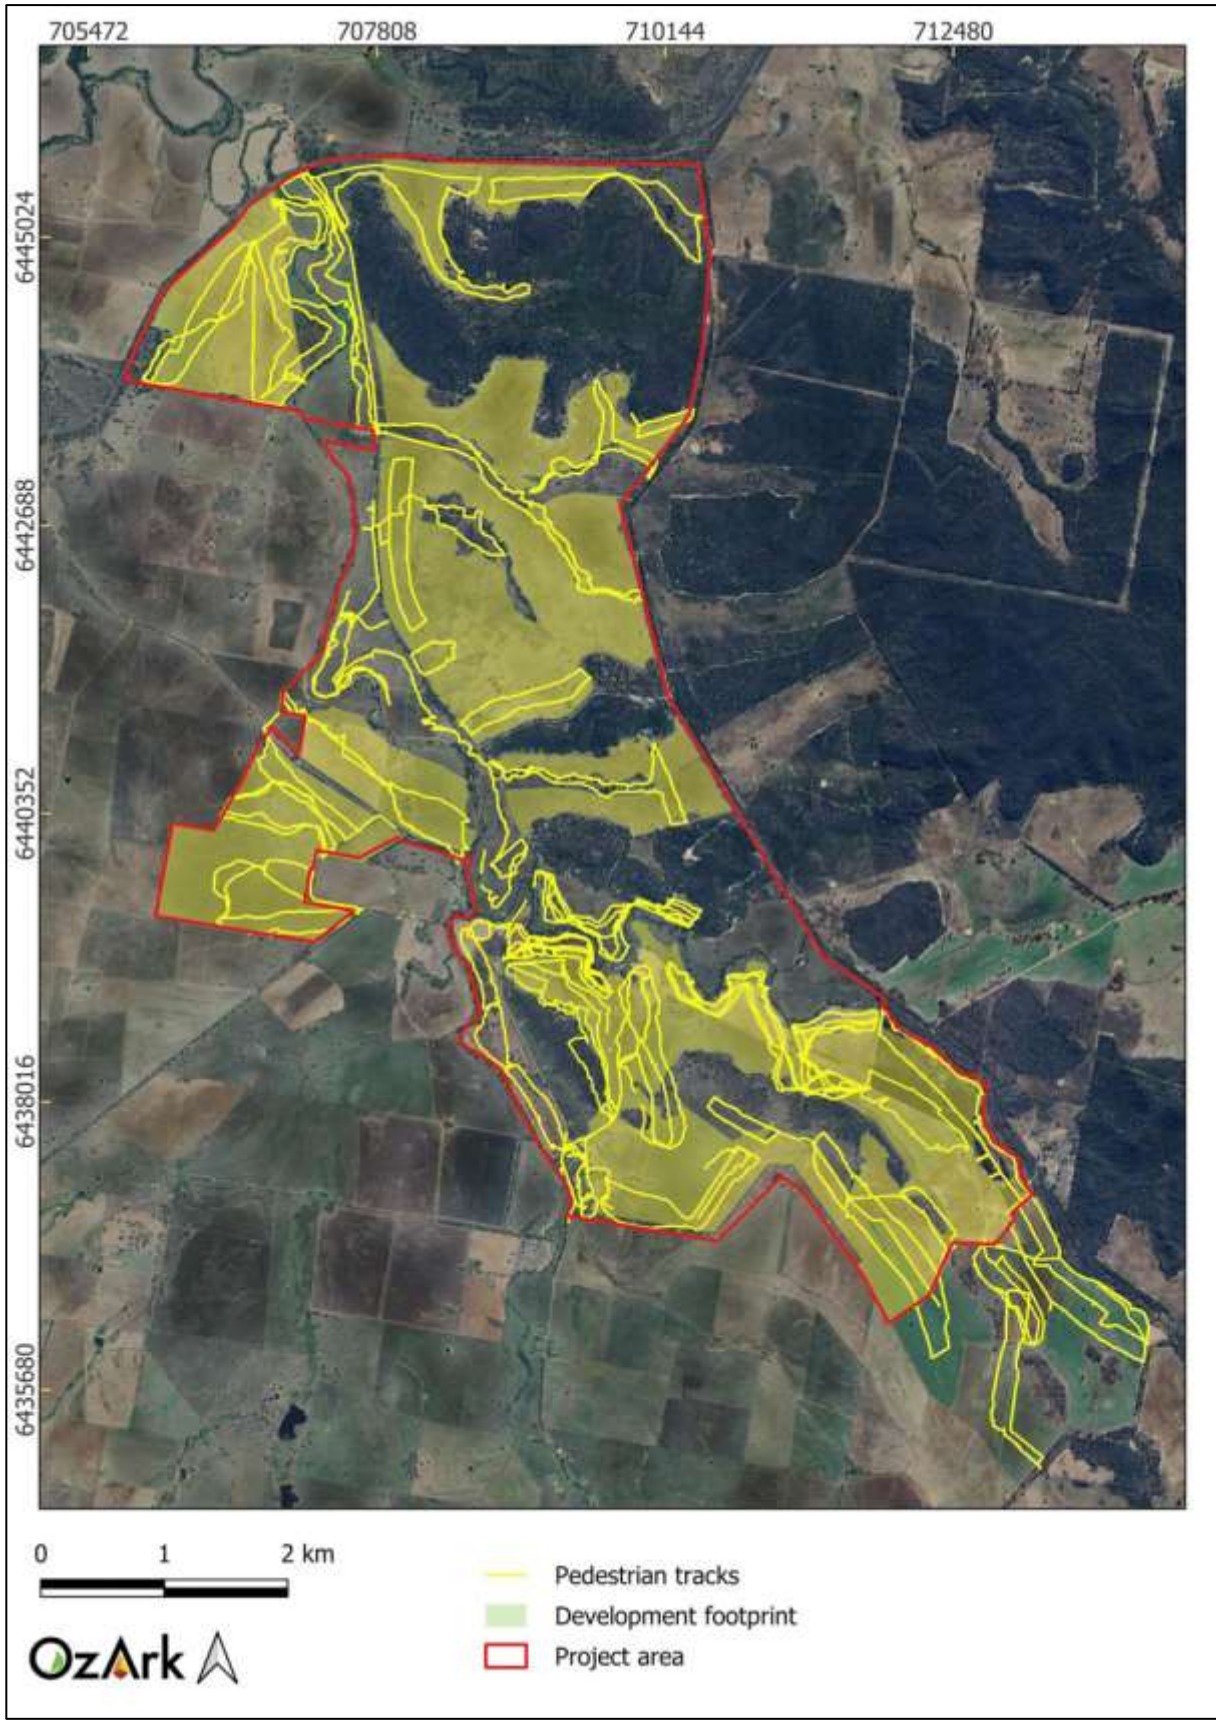 705472 707808 710144 712480
6445024
6442688
6440352
6438016
6435680
0 1 2 km
Pedestrian tracks
Development footprint
Project area
OzArk